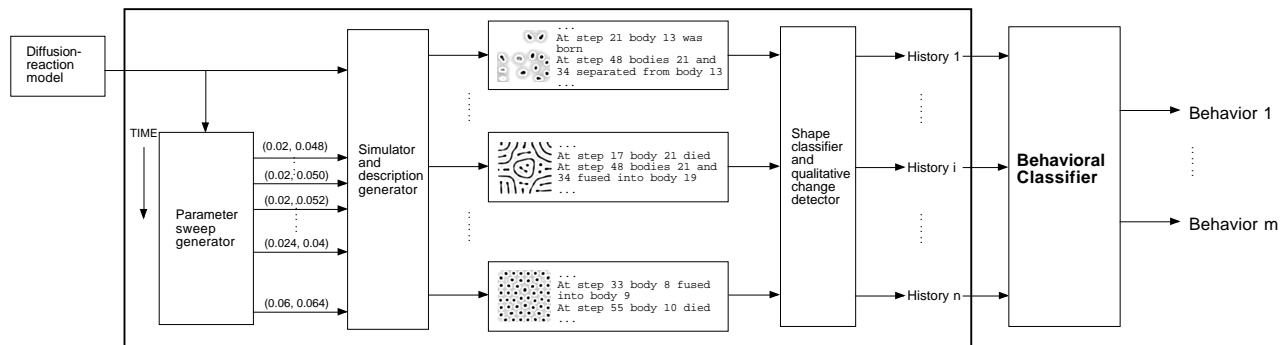 Diffusion-
reaction
model
TIME
Parameter
sweep
generator
(0.02, 0.048)
(0.02, 0.050)
(0.02, 0.052)
(0.024, 0.04)
(0.06, 0.064)
Simulator
and
description
generator
...
At step 21 body 13 was
born
At step 48 bodies 21 and
34 separated from body 13
...
...
At step 17 body 21 died
At step 48 bodies 21 and
34 fused into body 19
...
...
At step 33 body 8 fused
into body 9
At step 55 body 10 died
...
Shape
classifier
and
qualitative
change
detector
History 1
History i
History n
Behavioral
Classifier
Behavior 1
Behavior m